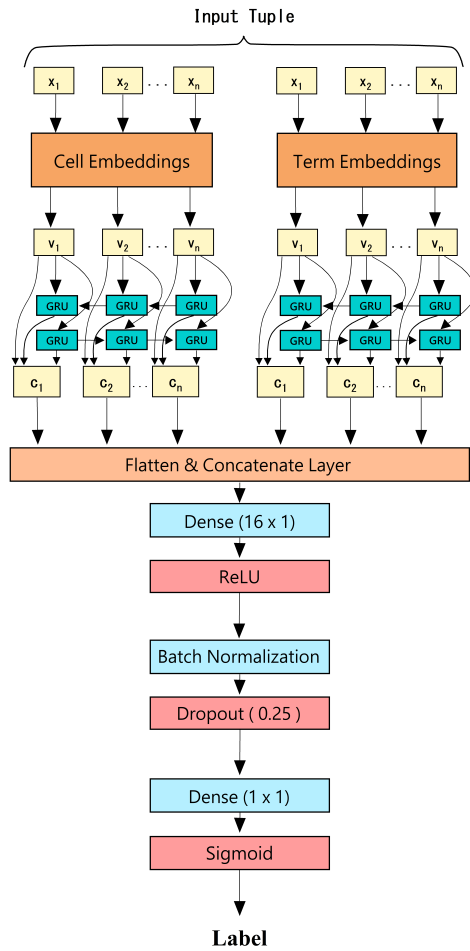 Input Tuple
x1 x2 ... xn x1 x2 ... xn
Cell Embeddings Term Embeddings
v1 v2 ... vn v1 v2 ... vn
GRU GRU GRU GRU GRU GRU
GRU GRU GRU GRU GRU GRU
c1 c2 ... cn c1 c2 ... cn
Flatten & Concatenate Layer
Dense (16 x 1)
ReLU
Batch Normalization
Dropout ( 0.25 )
Dense (1 x 1)
Sigmoid
Label